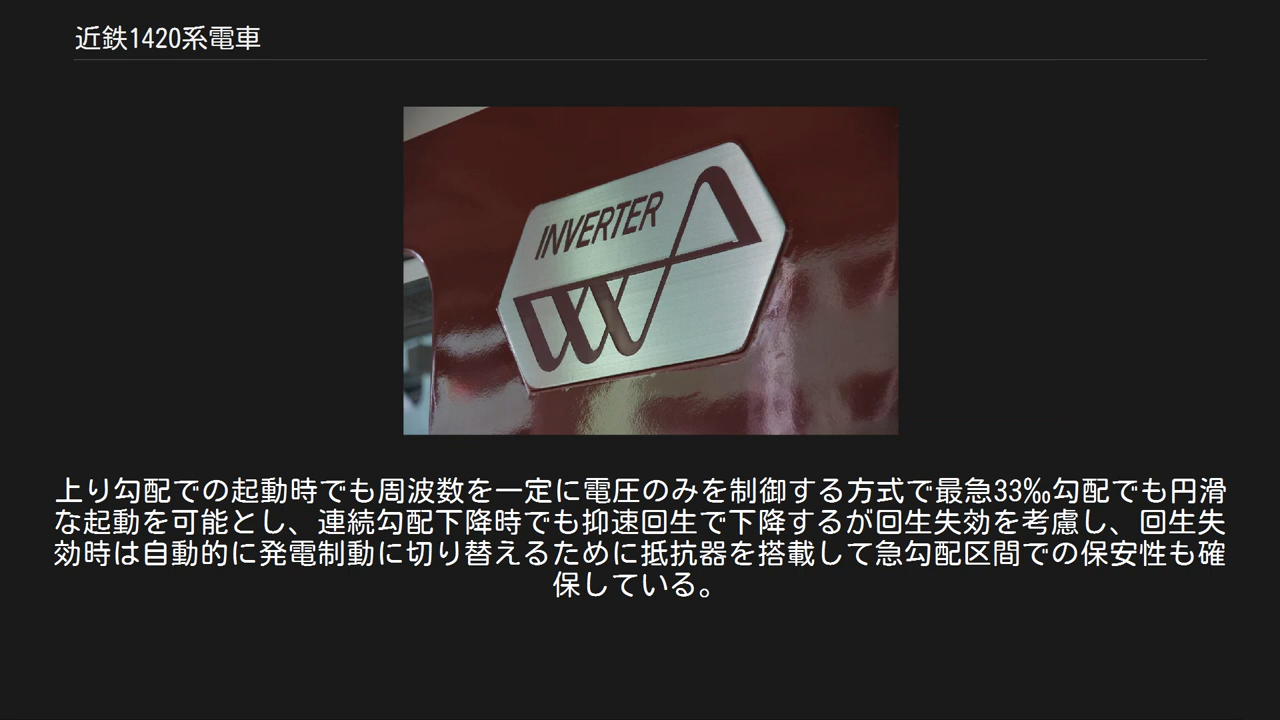 近鉄1420系電車
INVERTER
上り勾配での起動時でも周波数を一定に電圧のみを制御する方式で最急33‰勾配でも円滑
な起動を可能とし、連続勾配下降時でも抑速回生で下降するが回生失効を考慮し、回生失
効時は自動的に発電制動に切り替えるために抵抗器を搭載して急勾配区間での保安性も確
保している。